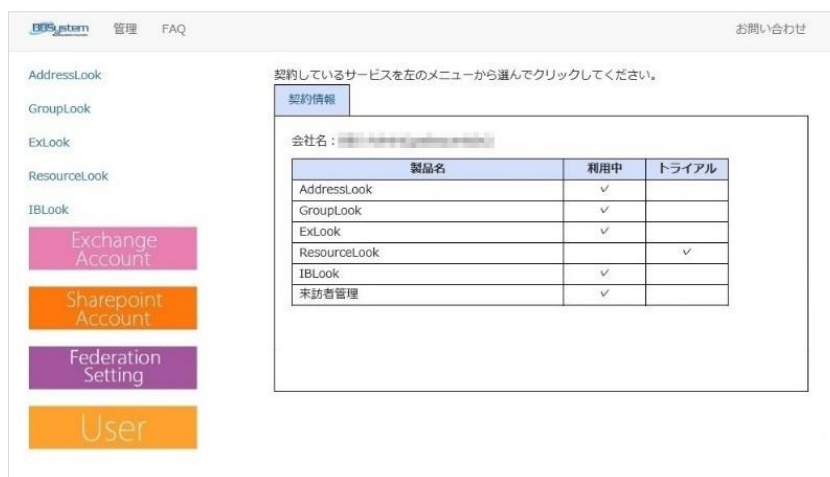 BBSystem 管理 FAQ お問い合わせ
AddressLook
GroupLook
ExLook
ResourceLook
IBLook
Exchange
Account
Sharepoint
Account
Federation
Setting
User
契約しているサービスを左のメニューから選んでクリックしてください。
契約情報
会社名：
製品名 利用中 トライアル
AddressLook ✓
GroupLook ✓
ExLook ✓
ResourceLook ✓
IBLook ✓
来訪者管理 ✓